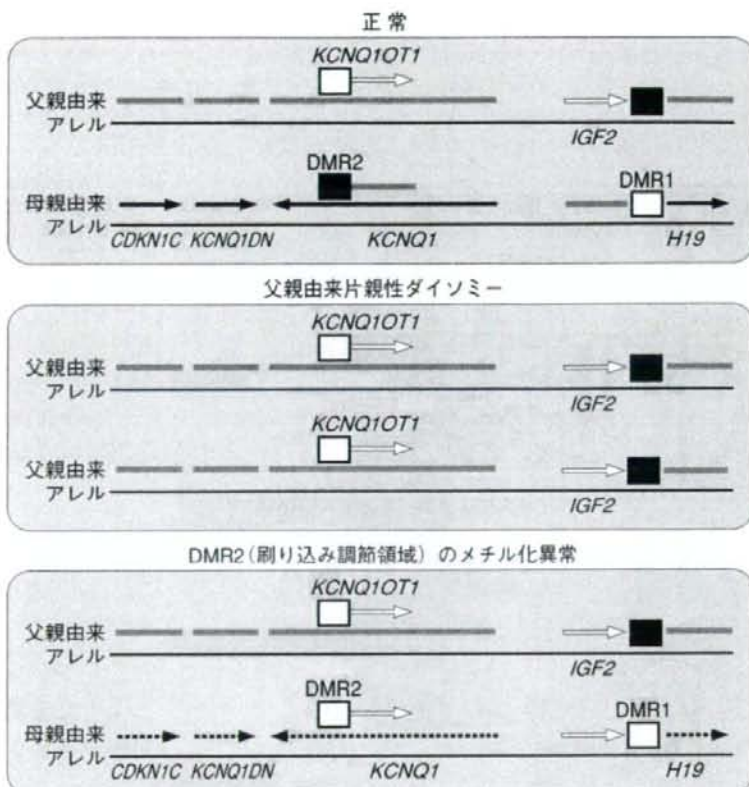 正常
KCNQ1OT1
父親由来
アレル
IGF2
DMR2
DMR1
母親由来
アレル
CDKN1C KCNQ1DN KCNQ1 H19
父親由来片親性ダイソミー
KCNQ1OT1
父親由来
アレル
IGF2
KCNQ1OT1
父親由来
アレル
IGF2
DMR2(刷り込み調節領域)のメチル化異常
KCNQ1OT1
父親由来
アレル
IGF2
DMR2
DMR1
母親由来
アレル
CDKN1C KCNQ1DN KCNQ1 H19